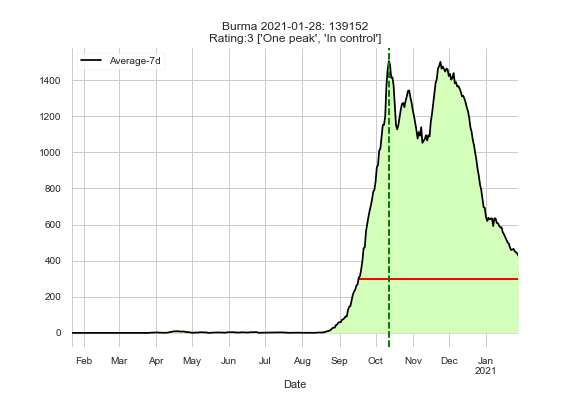 Burma 2021-01-28: 139152
Rating:3 ['One peak', 'In control']
Average-7d
1400
1200
1000
800
600
400
200
0
Feb Mar Apr May Jun Jul Aug Sep Oct Nov Dec Jan
2021
Date